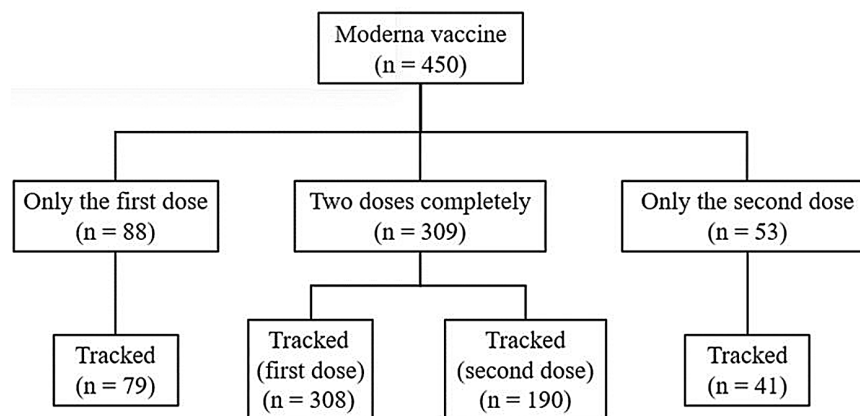 Moderna vaccine
(n = 450)
Only the first dose
(n = 88)
Two doses completely
(n = 309)
Only the second dose
(n = 53)
Tracked
(n = 79)
Tracked
(first dose)
(n = 308)
Tracked
(second dose)
(n = 190)
Tracked
(n = 41)